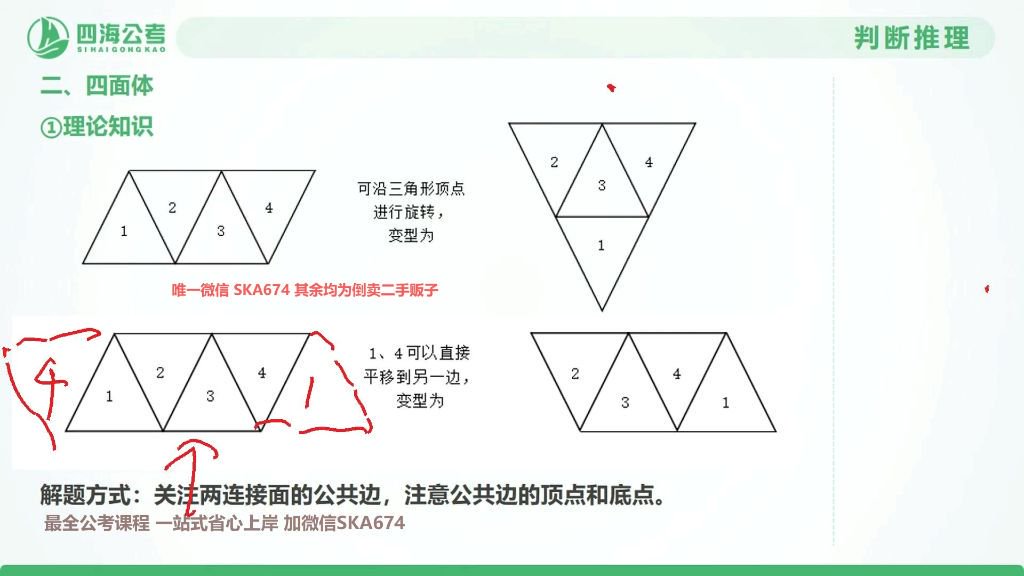 四海公考
SIHAIGONGKAO
判断推理
二、四面体
①理论知识
1
2
3
4
可沿三角形顶点
进行旋转，
变型为
2
3
4
1
唯一微信 SKA674 其余均为倒卖二手贩子
4
1
2
3
4
1
1、4可以直接
平移到另一边，
变型为
2
3
4
1
解题方式：关注两连接面的公共边，注意公共边的顶点和底点。
最全公考课程 一站式省心上岸 加微信SKA674